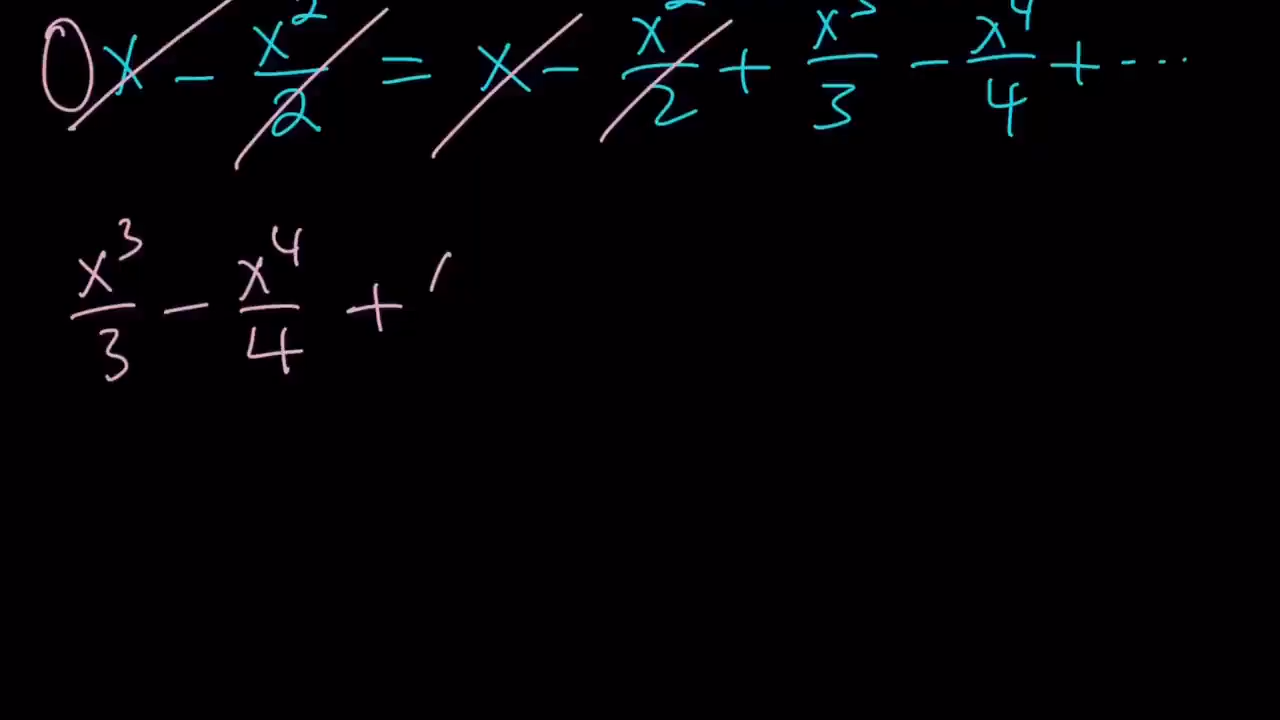 0 x - x²/2 = x - x²/2 + x³/3 - x⁴/4 + ...
x³/3 - x⁴/4 +